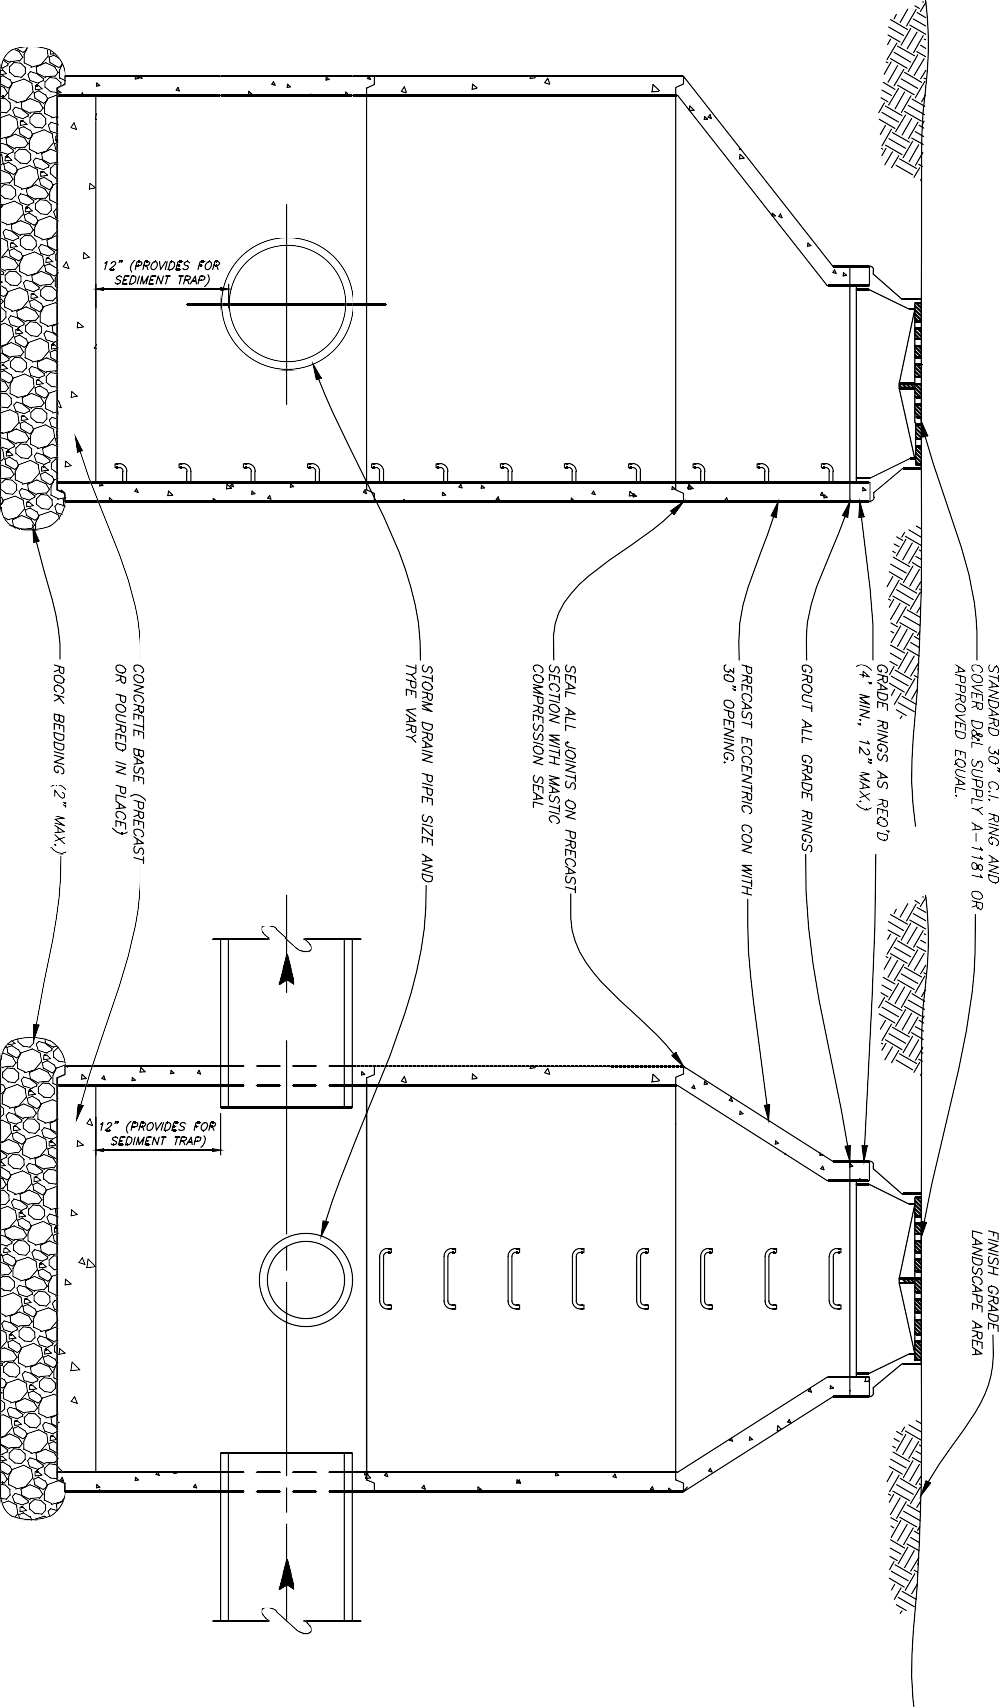 STANDARD 30" C.I. RING AND
COVER D&L SUPPLY A-1181 OR
APPROVED EQUAL.
GRADE RINGS AS REQ'D
(4' MIN., 12" MAX.)
GROUT ALL GRADE RINGS
PRECAST ECCENTRIC CON WITH
30" OPENING.
SEAL ALL JOINTS ON PRECAST
SECTION WITH MASTIC
COMPRESSION SEAL
STORM DRAIN PIPE SIZE AND
TYPE VARY
CONCRETE BASE (PRECAST
OR POURED IN PLACE)
ROCK BEDDING (2" MAX.)
FINISH GRADE
LANDSCAPE AREA
12" (PROVIDES FOR
SEDIMENT TRAP)
12" (PROVIDES FOR
SEDIMENT TRAP)